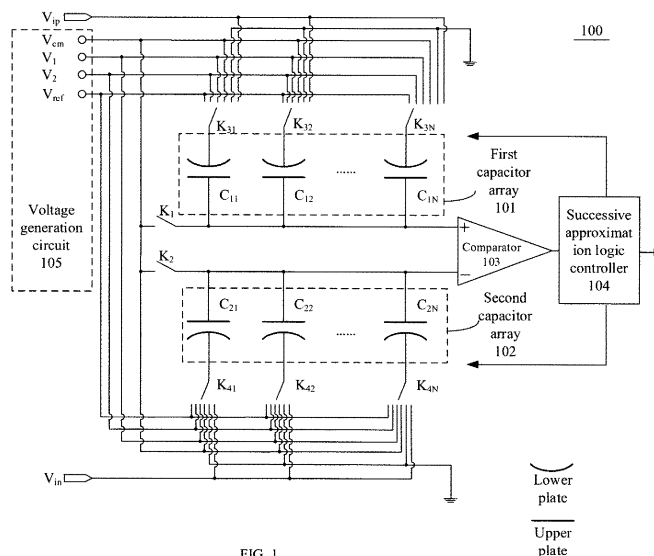 100
V_ip
V_cm
V_1
V_2
V_ref
K_31
K_32
K_3N
C_11
C_12
......
C_1N
First
capacitor
array
101
Voltage
generation
circuit
105
K_1
K_2
+
Comparator
103
−
Successive
approximat
ion logic
controller
104
C_21
C_22
......
C_2N
Second
capacitor
array
102
K_41
K_42
K_4N
V_in
Lower
plate
Upper
plate
FIG. 1